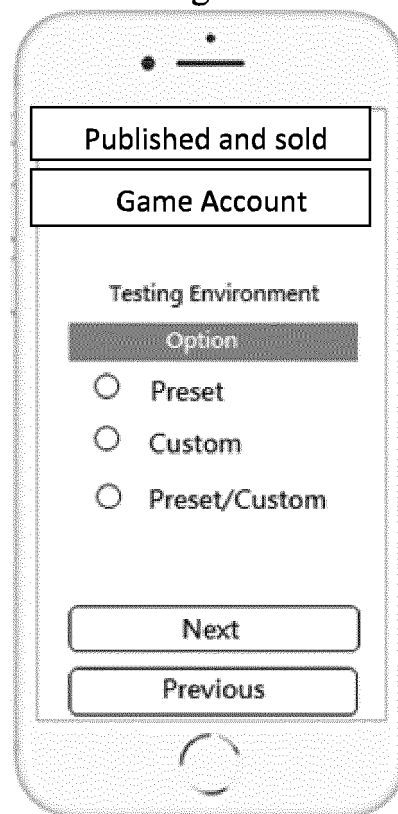 Published and sold
Game Account
Testing Environment
Option
Preset
Custom
Preset/Custom
Next
Previous